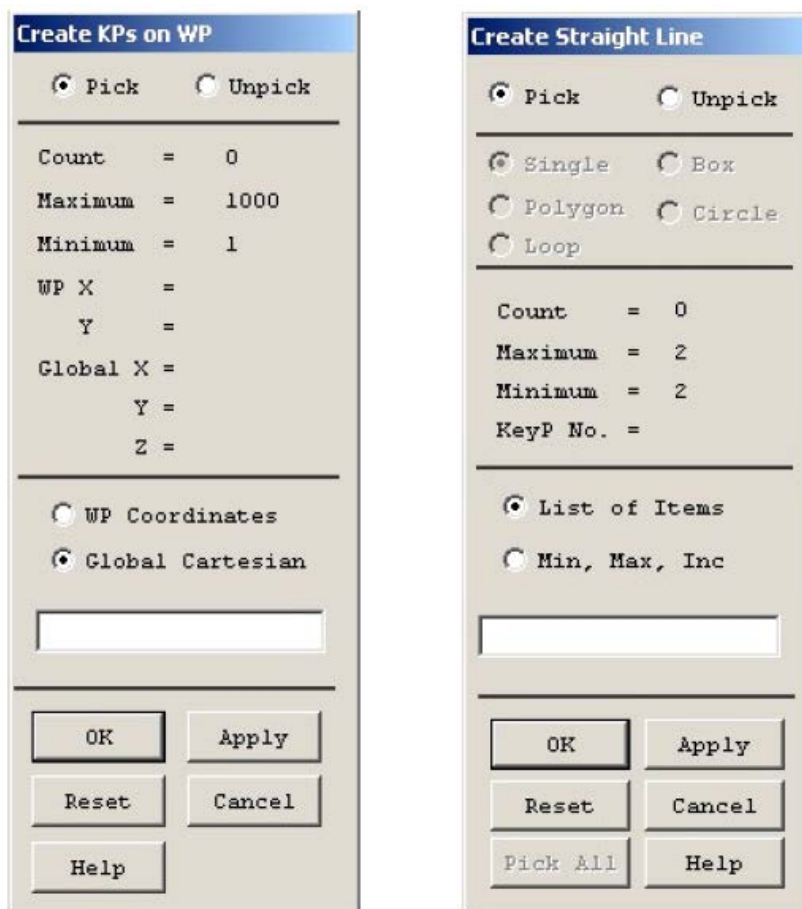 Create KPs on WP
Pick Unpick
Count = 0
Maximum = 1000
Minimum = 1
WP X =
Y =
Global X =
Y =
Z =
WP Coordinates
Global Cartesian
OK Apply
Reset Cancel
Help
Create Straight Line
Pick Unpick
Single Box
Polygon Circle
Loop
Count = 0
Maximum = 2
Minimum = 2
KeyP No. =
List of Items
Min, Max, Inc
OK Apply
Reset Cancel
Pick All Help